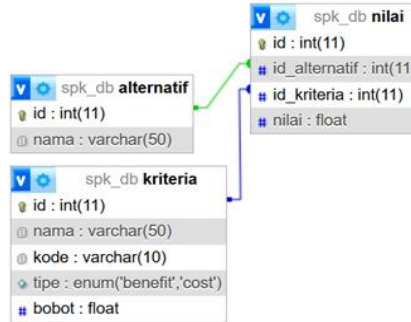 spk_db nilai
id : int(11)
id_alternatif : int(11
id_kriteria : int(11)
nilai : float
spk_db alternatif
id : int(11)
nama : varchar(50)
spk_db kriteria
id : int(11)
nama : varchar(50)
kode : varchar(10)
tipe : enum('benefit','cost')
bobot : float